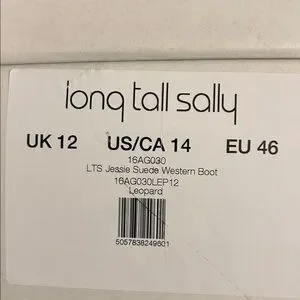 long tall sally
UK 12 US/CA 14 EU 46
16AG030
LTS Jessie Suede Western Boot
16AG030LEP12
Leopard
5057838249801